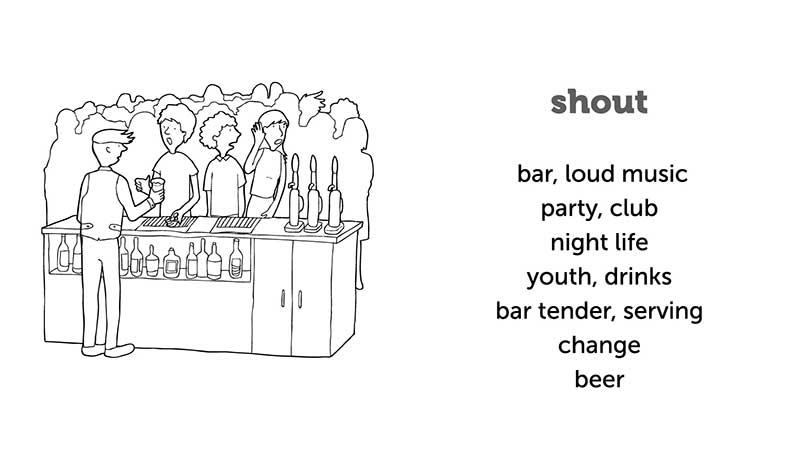 shout
bar, loud music
party, club
night life
youth, drinks
bar tender, serving
change
beer